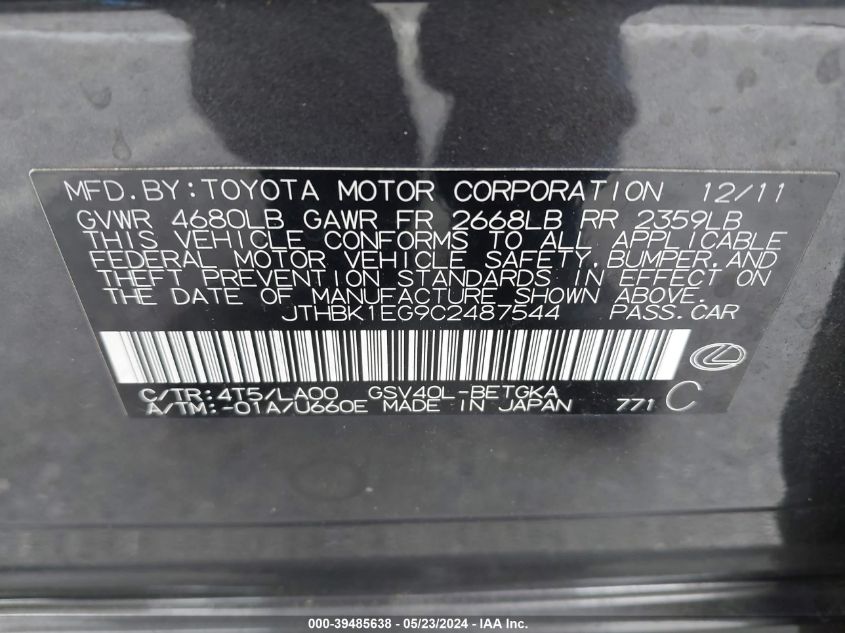 MFD.BY:TOYOTA MOTOR CORPORATION 12/11
GVWR 4680LB GAWR FR 2668LB RR 2359LB
THIS VEHICLE CONFORMS TO ALL APPLICABLE
FEDERAL MOTOR VEHICLE SAFETY,BUMPER,AND
THEFT PREVENTION STANDARDS IN EFFECT ON
THE DATE OF MANUFACTURE SHOWN ABOVE.
JTHBK1EG9C2487544 PASS.CAR
C/TR:4T5/LA00 GSV40L-BETGKA
A/TM:-01A/U660E MADE IN JAPAN 771 C
000-39485638 - 05/23/2024 - IAA Inc.